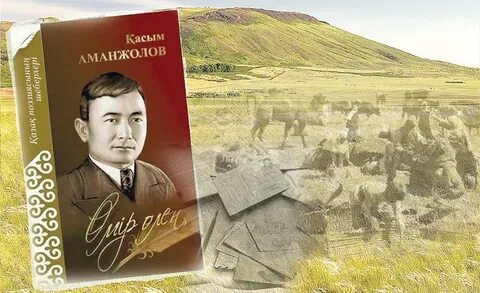 Қасым
АМАНЖОЛОВ
Қазақ поэзиясының
шеберлері
Өмір өлең